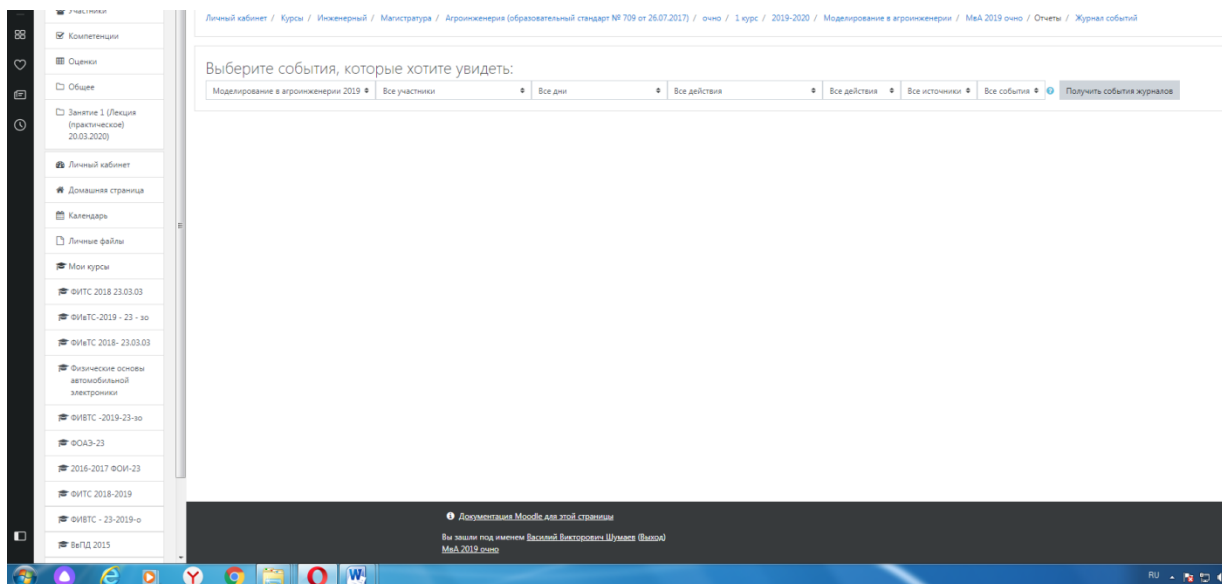 Участники
Личный кабинет / Курсы / Инженерный / Магистратура / Агроинженерия (образовательный стандарт № 709 от 26.07.2017) / очно / 1 курс / 2019-2020 / Моделирование в агроинженерии / МвА 2019 очно / Отчеты / Журнал событий
Компетенции
Оценки
Общее
Занятие 1 (Лекция
(практическое)
20.03.2020)
Личный кабинет
Домашняя страница
Календарь
Личные файлы
Мои курсы
ФИТС 2018 23.03.03
ФИвТС-2019 - 23 - зо
ФИвТС 2018- 23.03.03
Физические основы
автомобильной
электроники
ФИВТС -2019-23-зо
ФОАЭ-23
2016-2017 ФОИ-23
ФИТС 2018-2019
ФИВТС - 23-2019-о
ВеПД 2015
Выберите события, которые хотите увидеть:
Моделирование в агроинженерии 2019 Все участники Все дни Все действия Все действия Все источники Все события Получить события журналов
Документация Moodle для этой страницы
Вы зашли под именем Василий Викторович Шумаев (Выход)
МвА 2019 очно
RU